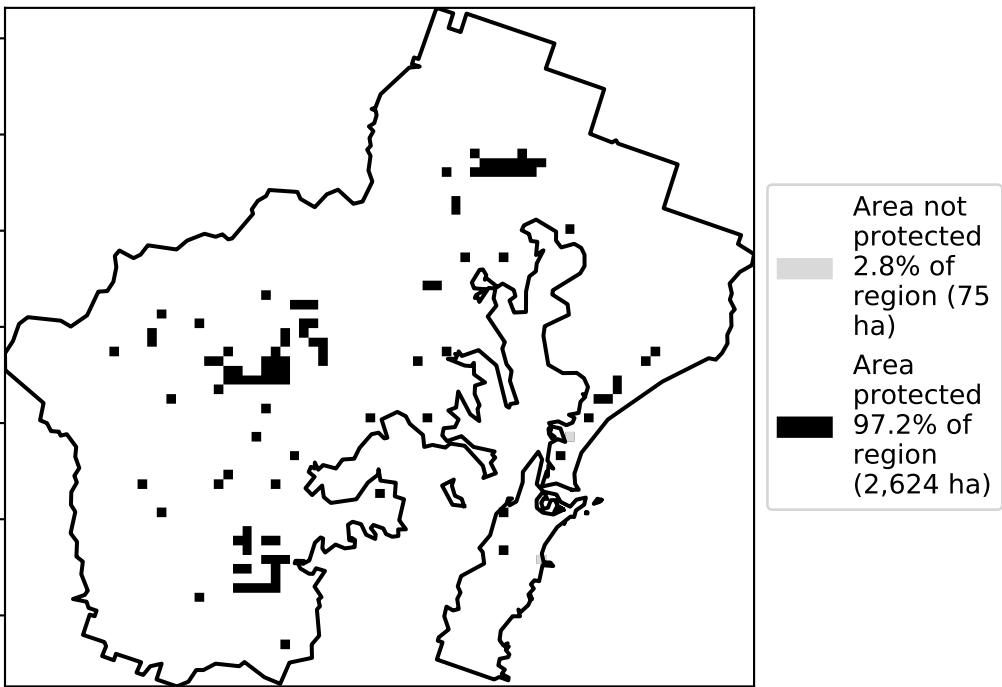 Area not
protected
2.8% of
region (75
ha)
Area
protected
97.2% of
region
(2,624 ha)